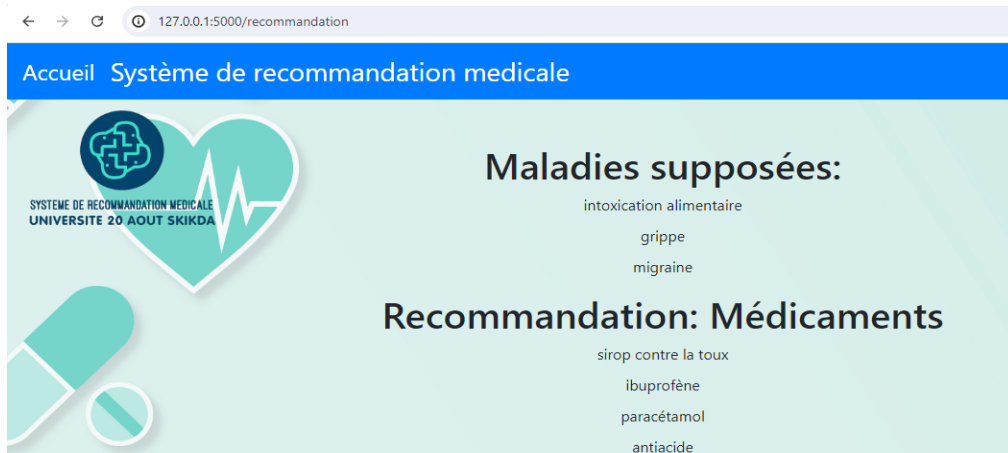 127.0.0.1:5000/recommandation
Accueil Système de recommandation medicale
SYSTEME DE RECOMMANDATION MEDICALE
UNIVERSITE 20 AOUT SKIKDA
Maladies supposées:
intoxication alimentaire
grippe
migraine
Recommandation: Médicaments
sirop contre la toux
ibuprofène
paracétamol
antiacide